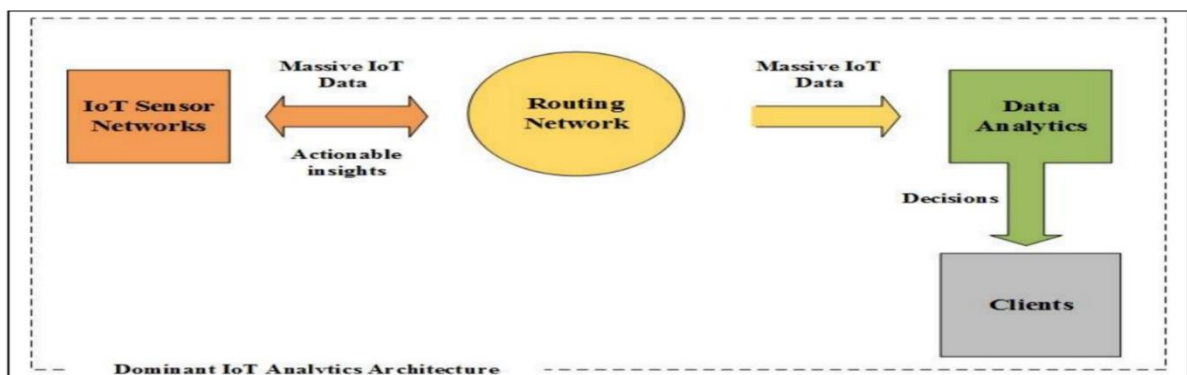 Massive IoT
Data
Massive IoT
Data
IoT Sensor
Networks
Routing
Network
Data
Analytics
Actionable
insights
Decisions
Clients
Dominant IoT Analytics Architecture